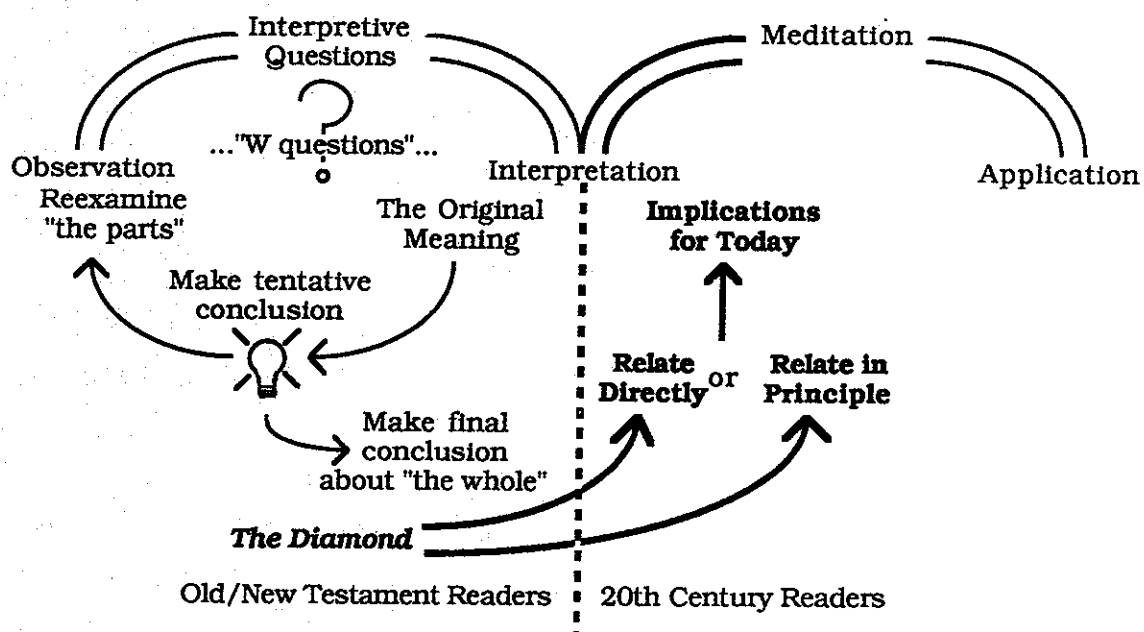 Interpretive
Questions
Meditation
..."W questions"...
Observation
Interpretation
Application
Reexamine
"the parts"
The Original
Meaning
Implications
for Today
Make tentative
conclusion
Relate
Directly
or
Relate in
Principle
Make final
conclusion
about "the whole"
The Diamond
Old/New Testament Readers
20th Century Readers